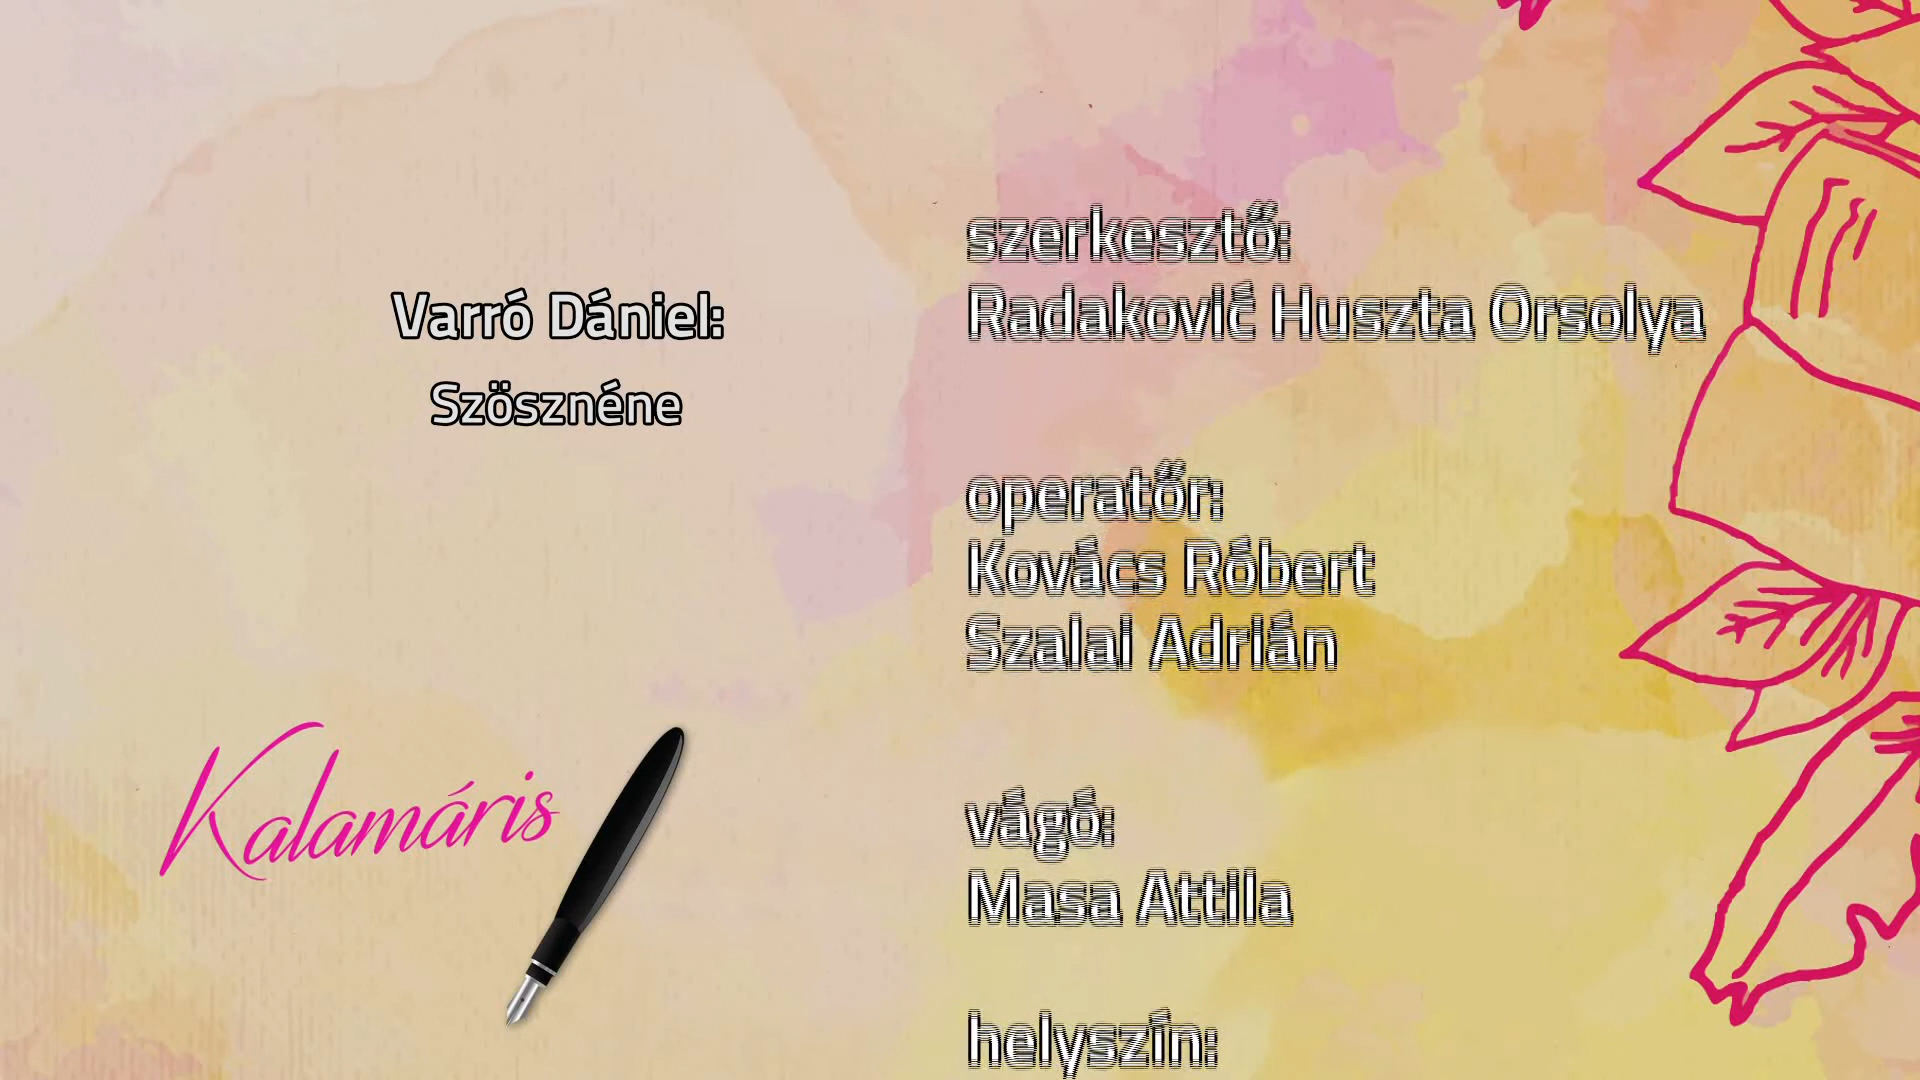 Varró Dániel:
Szösznéne
Kalamáris
szerkesztő:
Radaković Huszta Orsolya
operatőr:
Kovács Róbert
Szalai Adrián
vágó:
Masa Attila
helyszín: